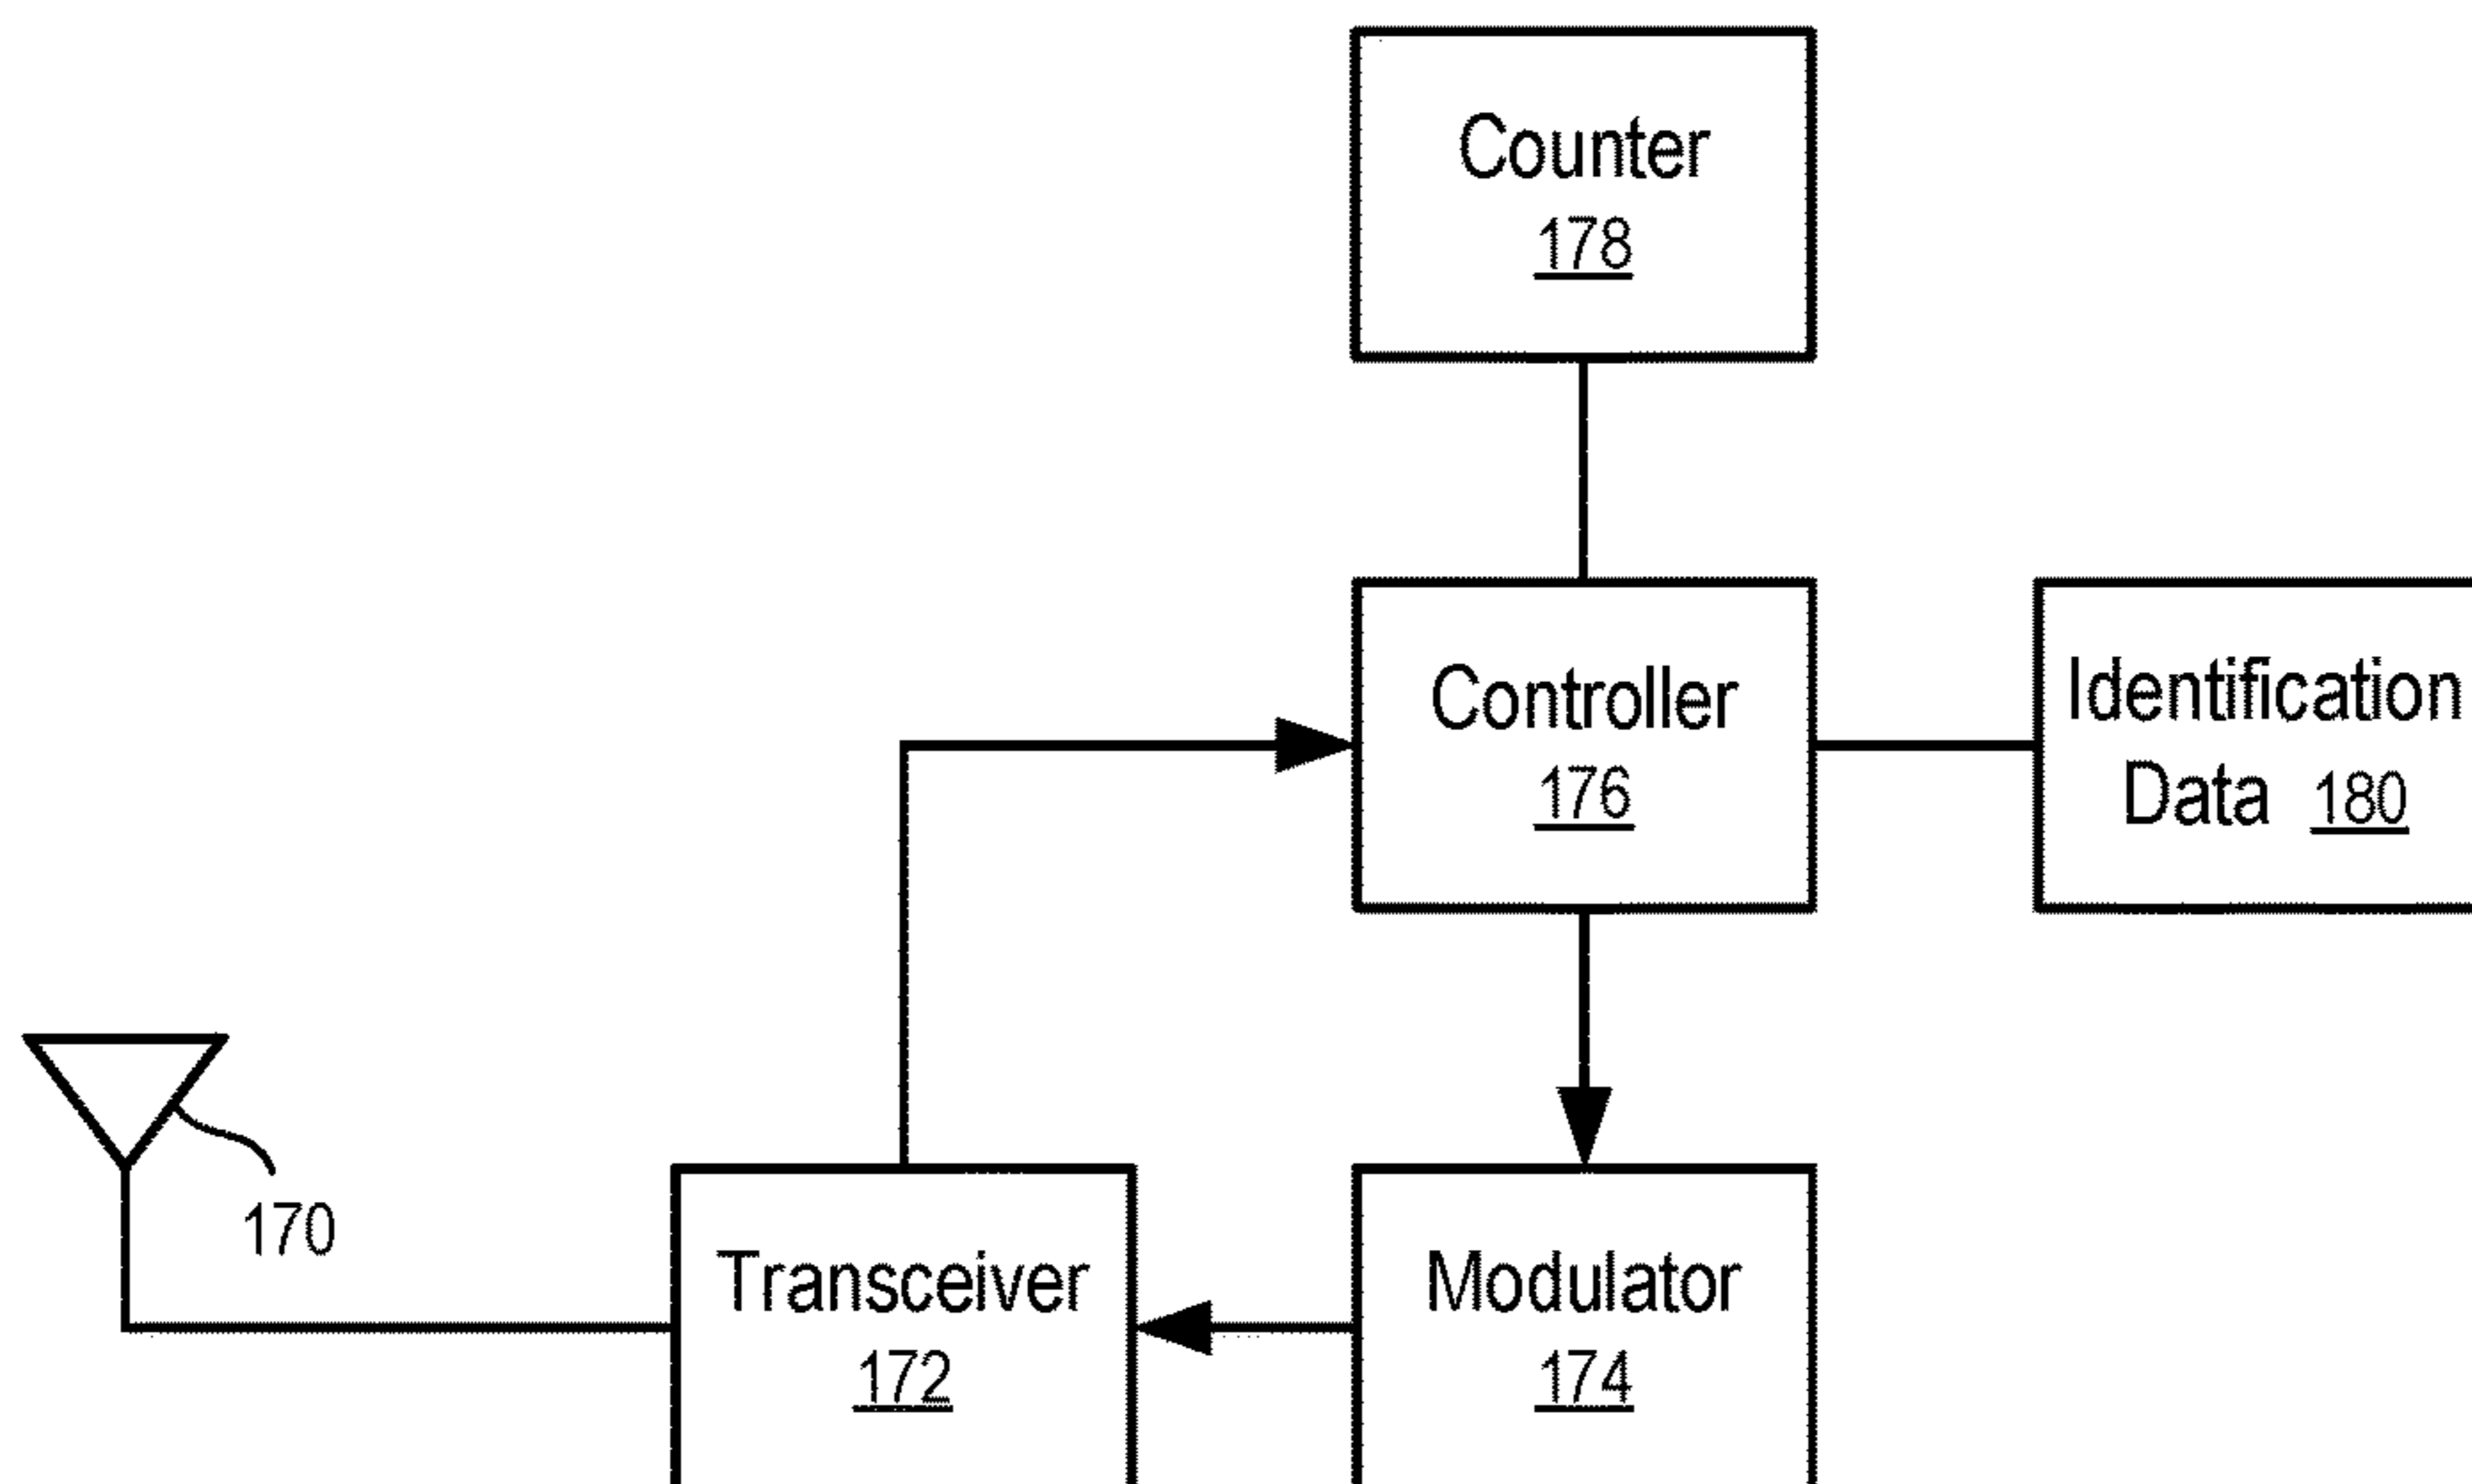 Counter
178
Controller
176
Identification
Data 180
170
Transceiver
172
Modulator
174